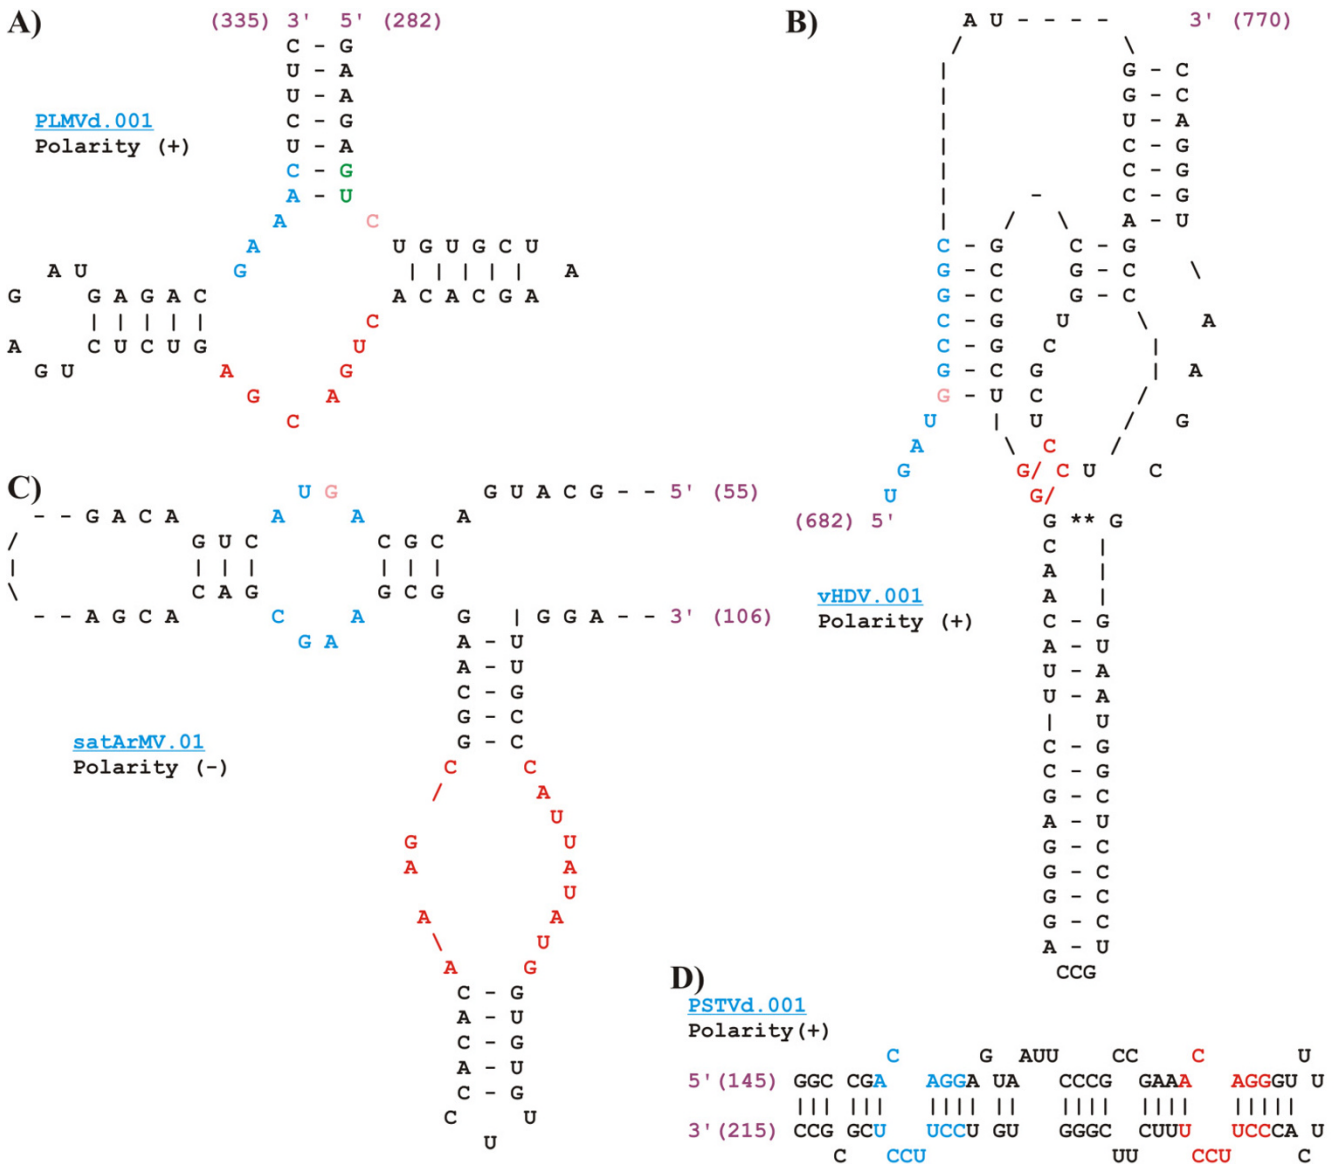 A)
(335) 3' 5' (282)
C - G
U - A
U - A
PLMVd.001
C - G
Polarity (+)
U - A
C - G
A - U
A C
A U G U G C U
A U G | | | | | A
G G A G A C A C A C G A
| | | | | C
A C U C U G U
G U A G
G A
C
B)
A U - - - - 3' (770)
/ \
| G - C
| G - C
| U - A
| C - G
| C - G
| - C - G
| / \ A - U
C - G C - G
G - C G - C \
G - C G - C
C - G U \ A
C - G C |
G - C G | A
G - U C /
U | U / G
A \ C /
G G/ C U C
U G/
(682) 5' G ** G
C |
A |
vHDV.001
A |
Polarity (+)
C - G
A - U
U - A
U - A
| U
C - G
C - G
G - C
A - U
G - C
G - C
G - C
A - U
CCG
C)
U G G U A C G - - 5' (55)
- - G A C A A A A
/ G U C C G C
| | | | | | |
\ C A G G C G
- - A G C A C A G | G G A - - 3' (106)
G A A - U
A - U
C - G
G - C
satArMV.01
G - C
Polarity (-)
C C
/ A
U
G U
A A
U
A A
\ U
A G
C - G
A - U
C - G
A - U
C - G
C U
U
D)
PSTVd.001
Polarity(+)
C G AUU CC C U
5'(145) GGC CGA AGGA UA CCCG GAAA AGGGU U
||| ||| |||| || |||| |||| |||||
3'(215) CCG GCU UCCU GU GGGC CUUU UCCCA U
C CCU UU CCU C